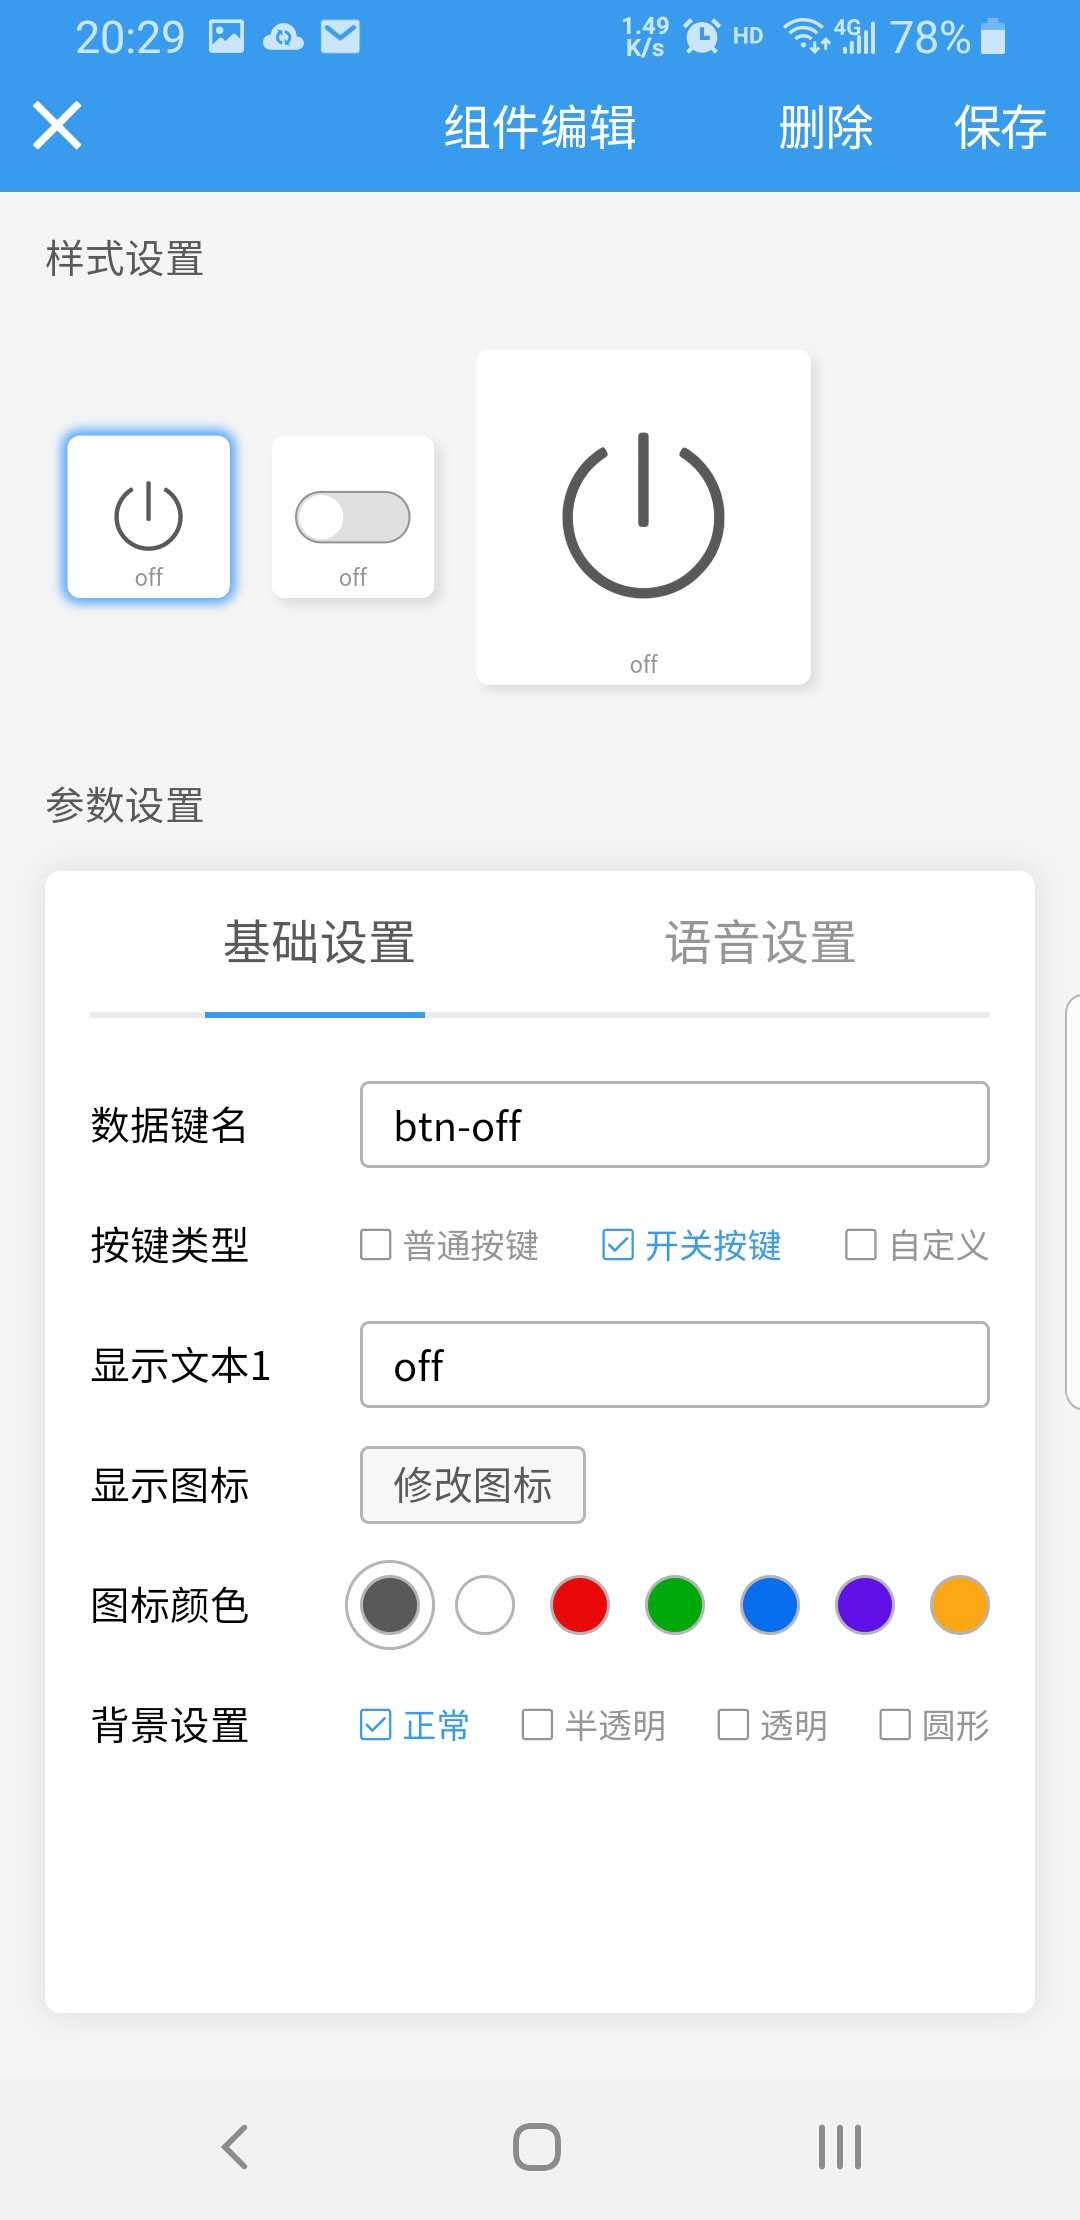 20:29 1.49 K/s HD 4G 78%
组件编辑 删除 保存
样式设置
off off off
参数设置
基础设置 语音设置
数据键名 btn-off
按键类型 普通按键 开关按键 自定义
显示文本1 off
显示图标 修改图标
图标颜色
背景设置 正常 半透明 透明 圆形